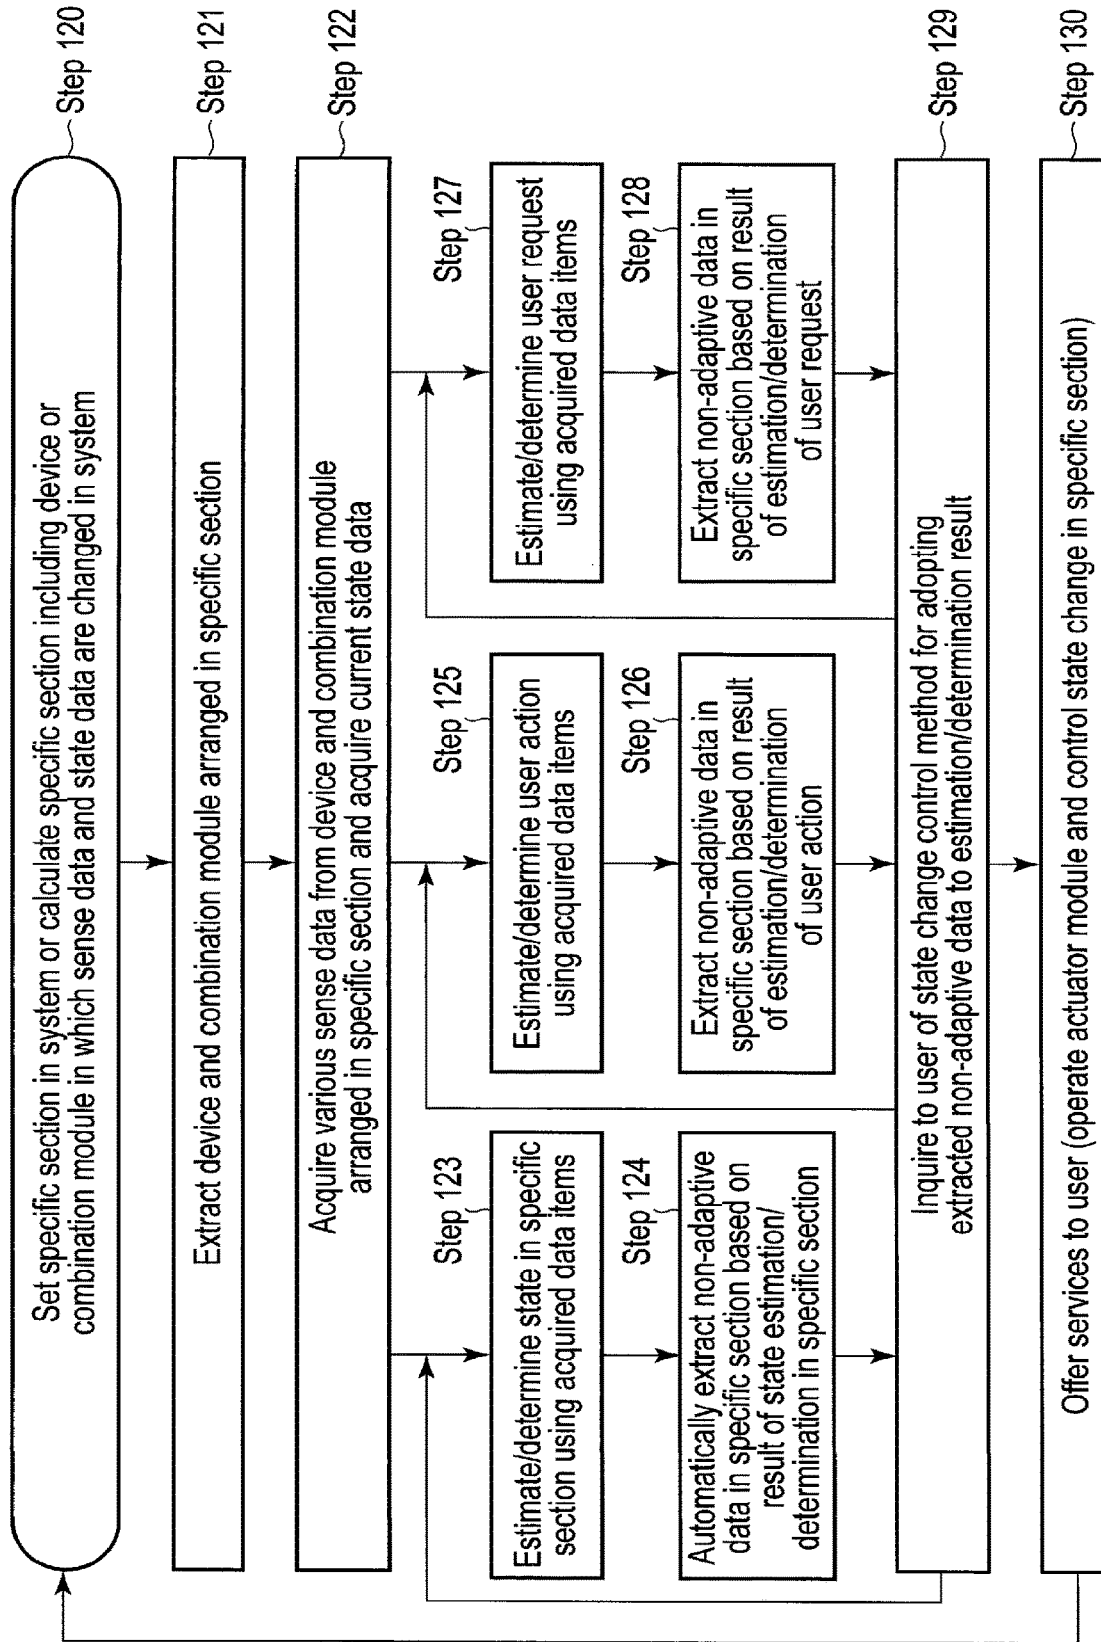 Set specific section in system or calculate specific section including device or
combination module in which sense data and state data are changed in system
Step 120
Extract device and combination module arranged in specific section
Step 121
Acquire various sense data from device and combination module
arranged in specific section and acquire current state data
Step 122
Step 123
Estimate/determine state in specific
section using acquired data items
Step 124
Automatically extract non-adaptive
data in specific section based on
result of state estimation/
determination in specific section
Step 125
Estimate/determine user action
using acquired data items
Step 126
Extract non-adaptive data in
specific section based on result
of estimation/determination
of user action
Step 127
Estimate/determine user request
using acquired data items
Step 128
Extract non-adaptive data in
specific section based on result
of estimation/determination
of user request
Inquire to user of state change control method for adopting
extracted non-adaptive data to estimation/determination result
Step 129
Offer services to user (operate actuator module and control state change in specific section)
Step 130